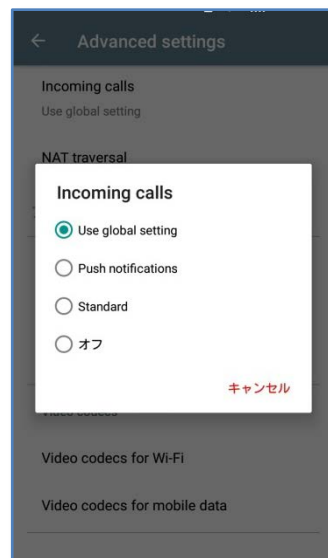 Advanced settings
Incoming calls
Use global setting
NAT traversal
Incoming calls
Use global setting
Push notifications
Standard
オフ
キャンセル
Video codecs
Video codecs for Wi-Fi
Video codecs for mobile data